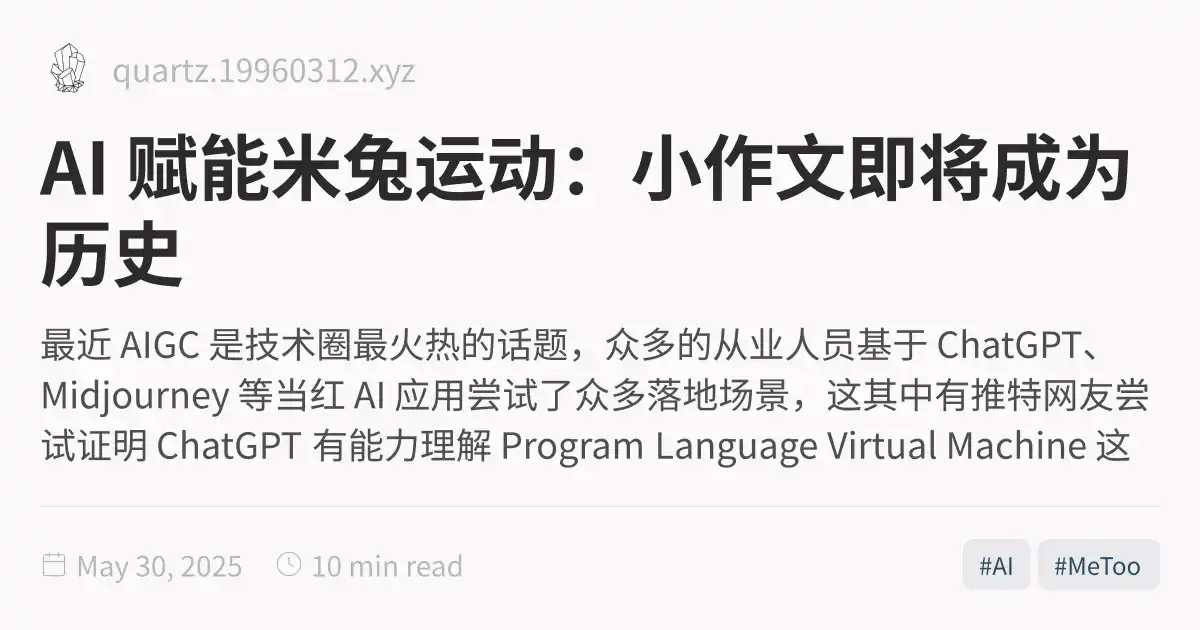 quartz.19960312.xyz
AI 赋能米兔运动：小作文即将成为
历史
最近 AIGC 是技术圈最火热的话题，众多的从业人员基于 ChatGPT、
Midjourney 等当红 AI 应用尝试了众多落地场景，这其中有推特网友尝
试证明 ChatGPT 有能力理解 Program Language Virtual Machine 这
May 30, 2025 10 min read #AI #MeToo